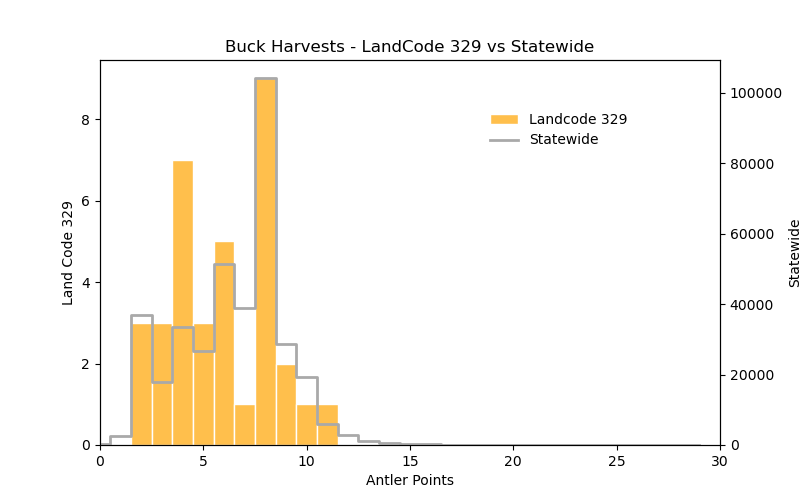 Buck Harvests - LandCode 329 vs Statewide
Landcode 329
Statewide
Land Code 329
8
6
4
2
0
100000
80000
60000
40000
20000
0
Statewide
0 5 10 15 20 25 30
Antler Points